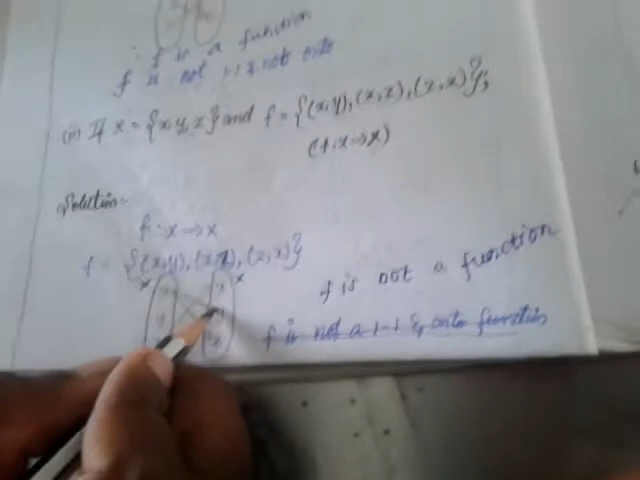 ∴ f is a function
f is not 1-1 & not onto
(ii) If X = {x, y, z} and f = {(x, y), (x, z), (z, x)};
(f: X → X)
Solution:-
f : X → X
f = {(x, y), (x, z), (z, x)}
X X
f is not a function
f is not a 1-1 & onto function